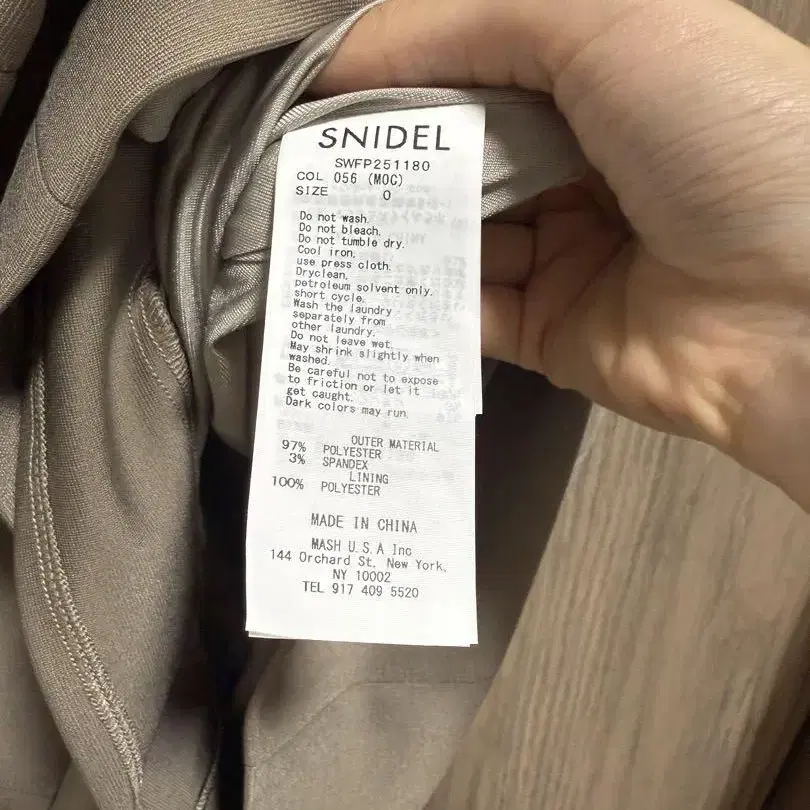 SNIDEL
SWFP251180
COL 056 (MOC)
SIZE 0
Do not wash.
Do not bleach.
Do not tumble dry.
Cool iron,
use press cloth.
Dryclean,
petroleum solvent only.
short cycle.
Wash the laundry
separately from
other laundry.
Do not leave wet.
May shrink slightly when
washed.
Be careful not to expose
to friction or let it
get caught.
Dark colors may run.
OUTER MATERIAL
97% POLYESTER
3% SPANDEX
LINING
100% POLYESTER
MADE IN CHINA
MASH U.S.A Inc
144 Orchard St, New York,
NY 10002
TEL 917 409 5520